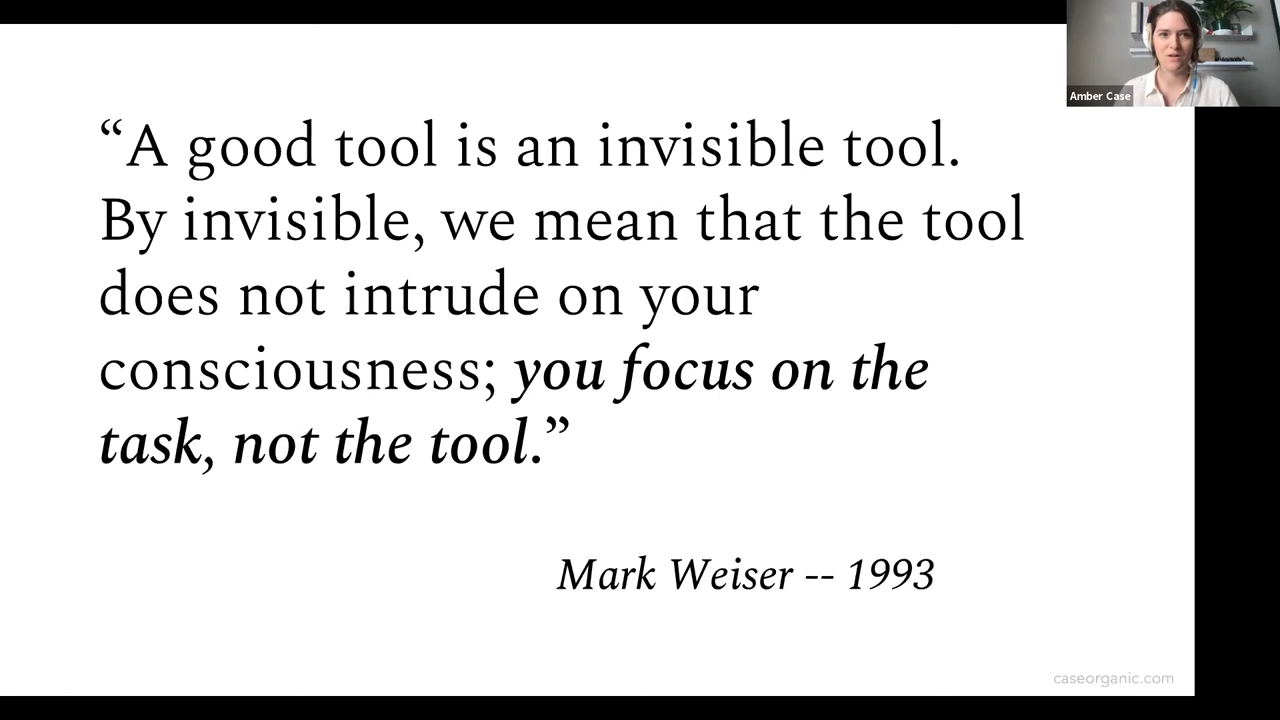 “A good tool is an invisible tool.
By invisible, we mean that the tool
does not intrude on your
consciousness; you focus on the
task, not the tool.”
Mark Weiser -- 1993
caseorganic.com
Amber Case